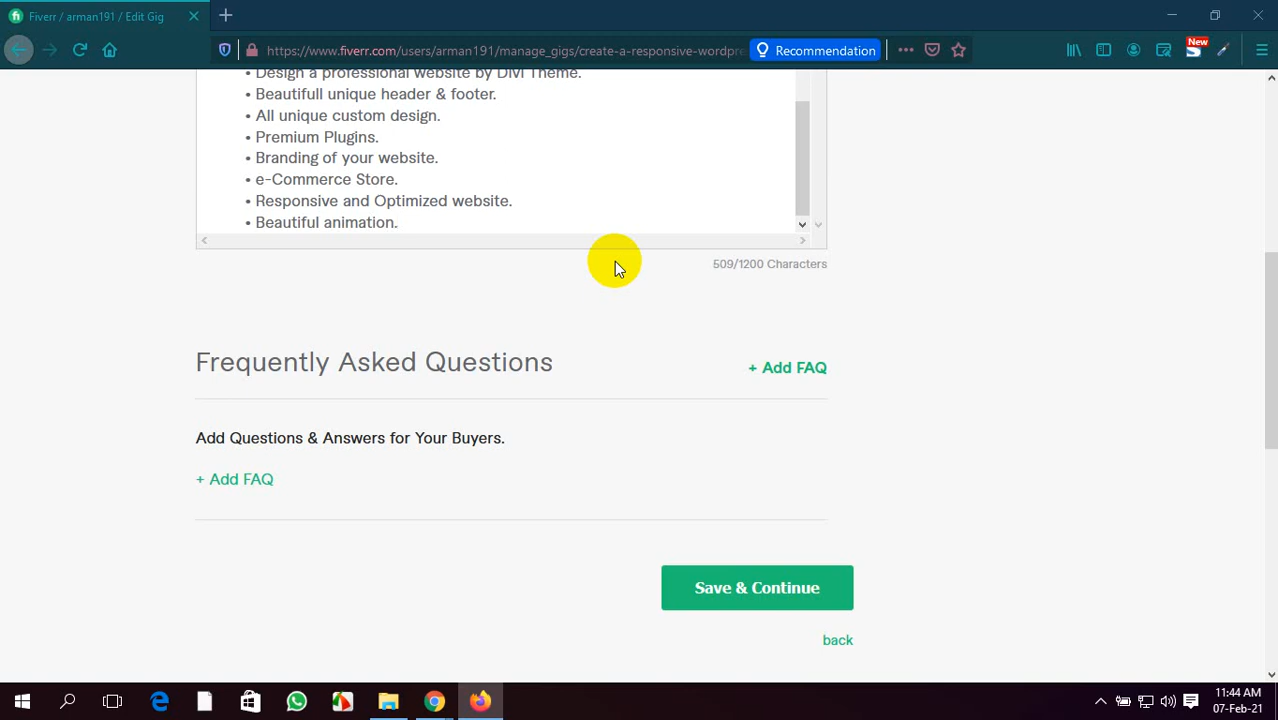 Fiverr / arman191 / Edit Gig
https://www.fiverr.com/users/arman191/manage_gigs/create-a-responsive-wordpre
Recommendation
New
• Design a professional website by Divi Theme.
• Beautifull unique header & footer.
• All unique custom design.
• Premium Plugins.
• Branding of your website.
• e-Commerce Store.
• Responsive and Optimized website.
• Beautiful animation.
509/1200 Characters
Frequently Asked Questions
+ Add FAQ
Add Questions & Answers for Your Buyers.
+ Add FAQ
Save & Continue
back
11:44 AM
07-Feb-21